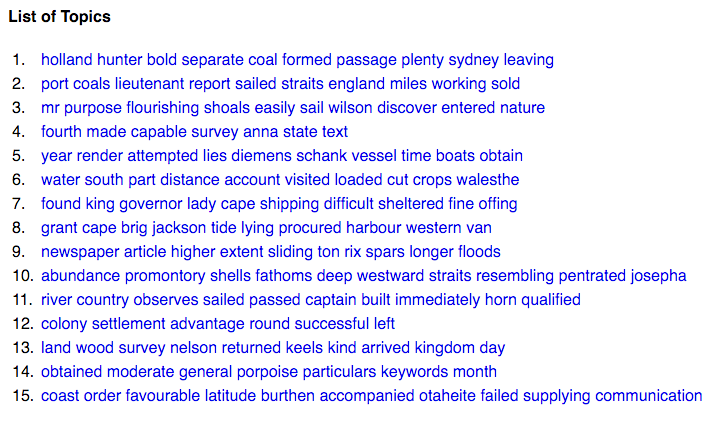 List of Topics
1. holland hunter bold separate coal formed passage plenty sydney leaving
2. port coals lieutenant report sailed straits england miles working sold
3. mr purpose flourishing shoals easily sail wilson discover entered nature
4. fourth made capable survey anna state text
5. year render attempted lies diemens schank vessel time boats obtain
6. water south part distance account visited loaded cut crops walesthe
7. found king governor lady cape shipping difficult sheltered fine offing
8. grant cape brig jackson tide lying procured harbour western van
9. newspaper article higher extent sliding ton rix spars longer floods
10. abundance promontory shells fathoms deep westward straits resembling pentrated josepha
11. river country observes sailed passed captain built immediately horn qualified
12. colony settlement advantage round successful left
13. land wood survey nelson returned keels kind arrived kingdom day
14. obtained moderate general porpoise particulars keywords month
15. coast order favourable latitude burthen accompanied otaheite failed supplying communication